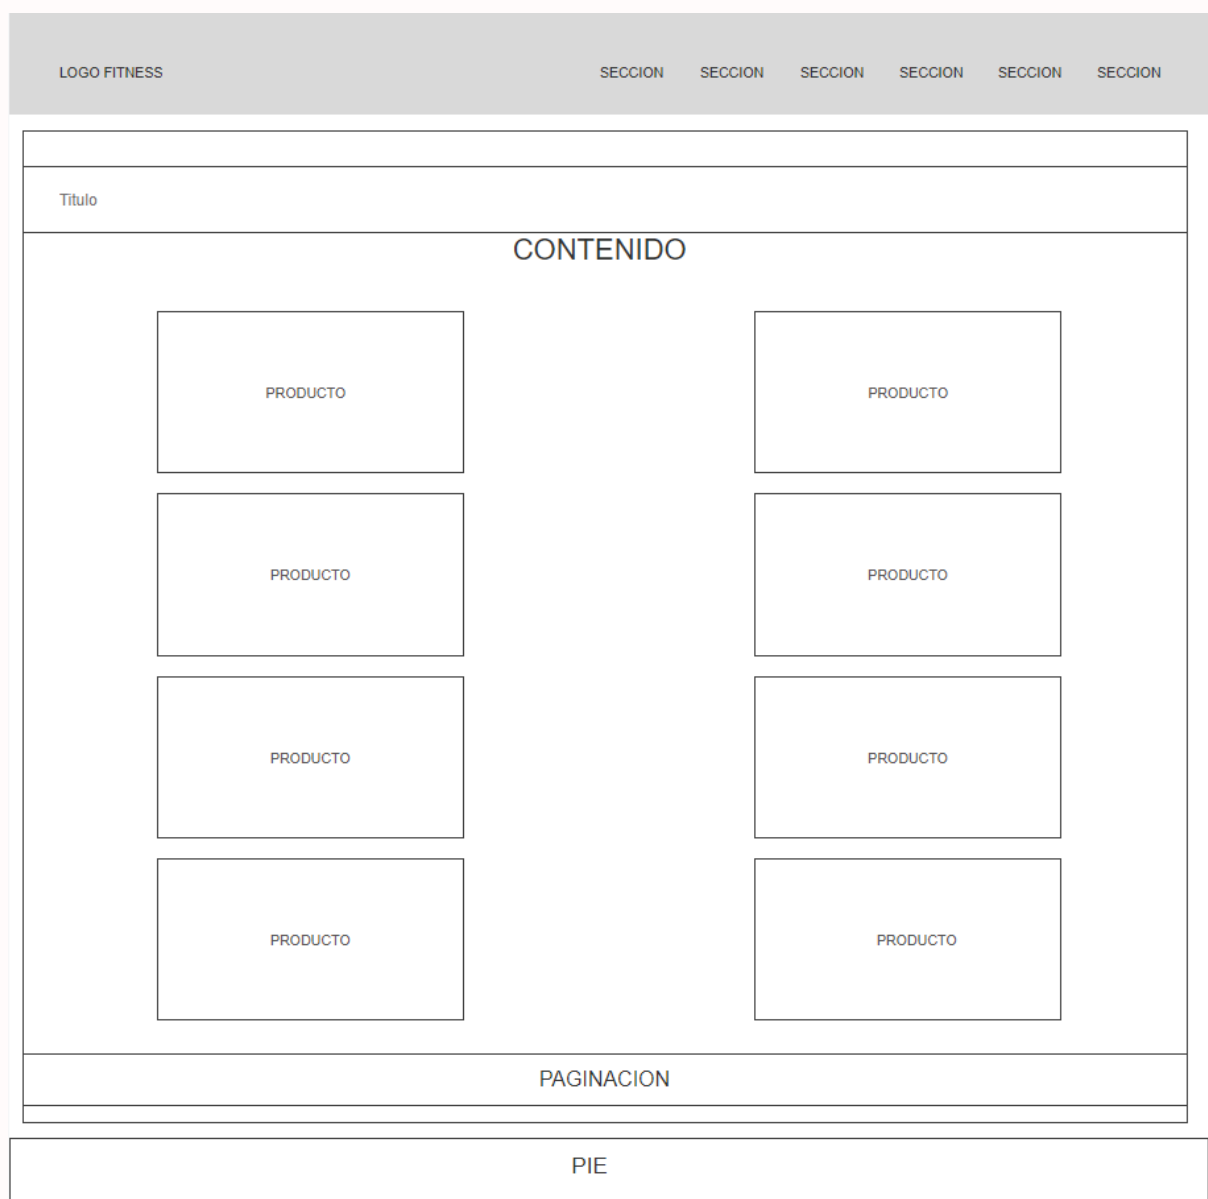 LOGO FITNESS SECCION SECCION SECCION SECCION SECCION SECCION
Titulo
CONTENIDO
PRODUCTO PRODUCTO
PRODUCTO PRODUCTO
PRODUCTO PRODUCTO
PRODUCTO PRODUCTO
PAGINACION
PIE